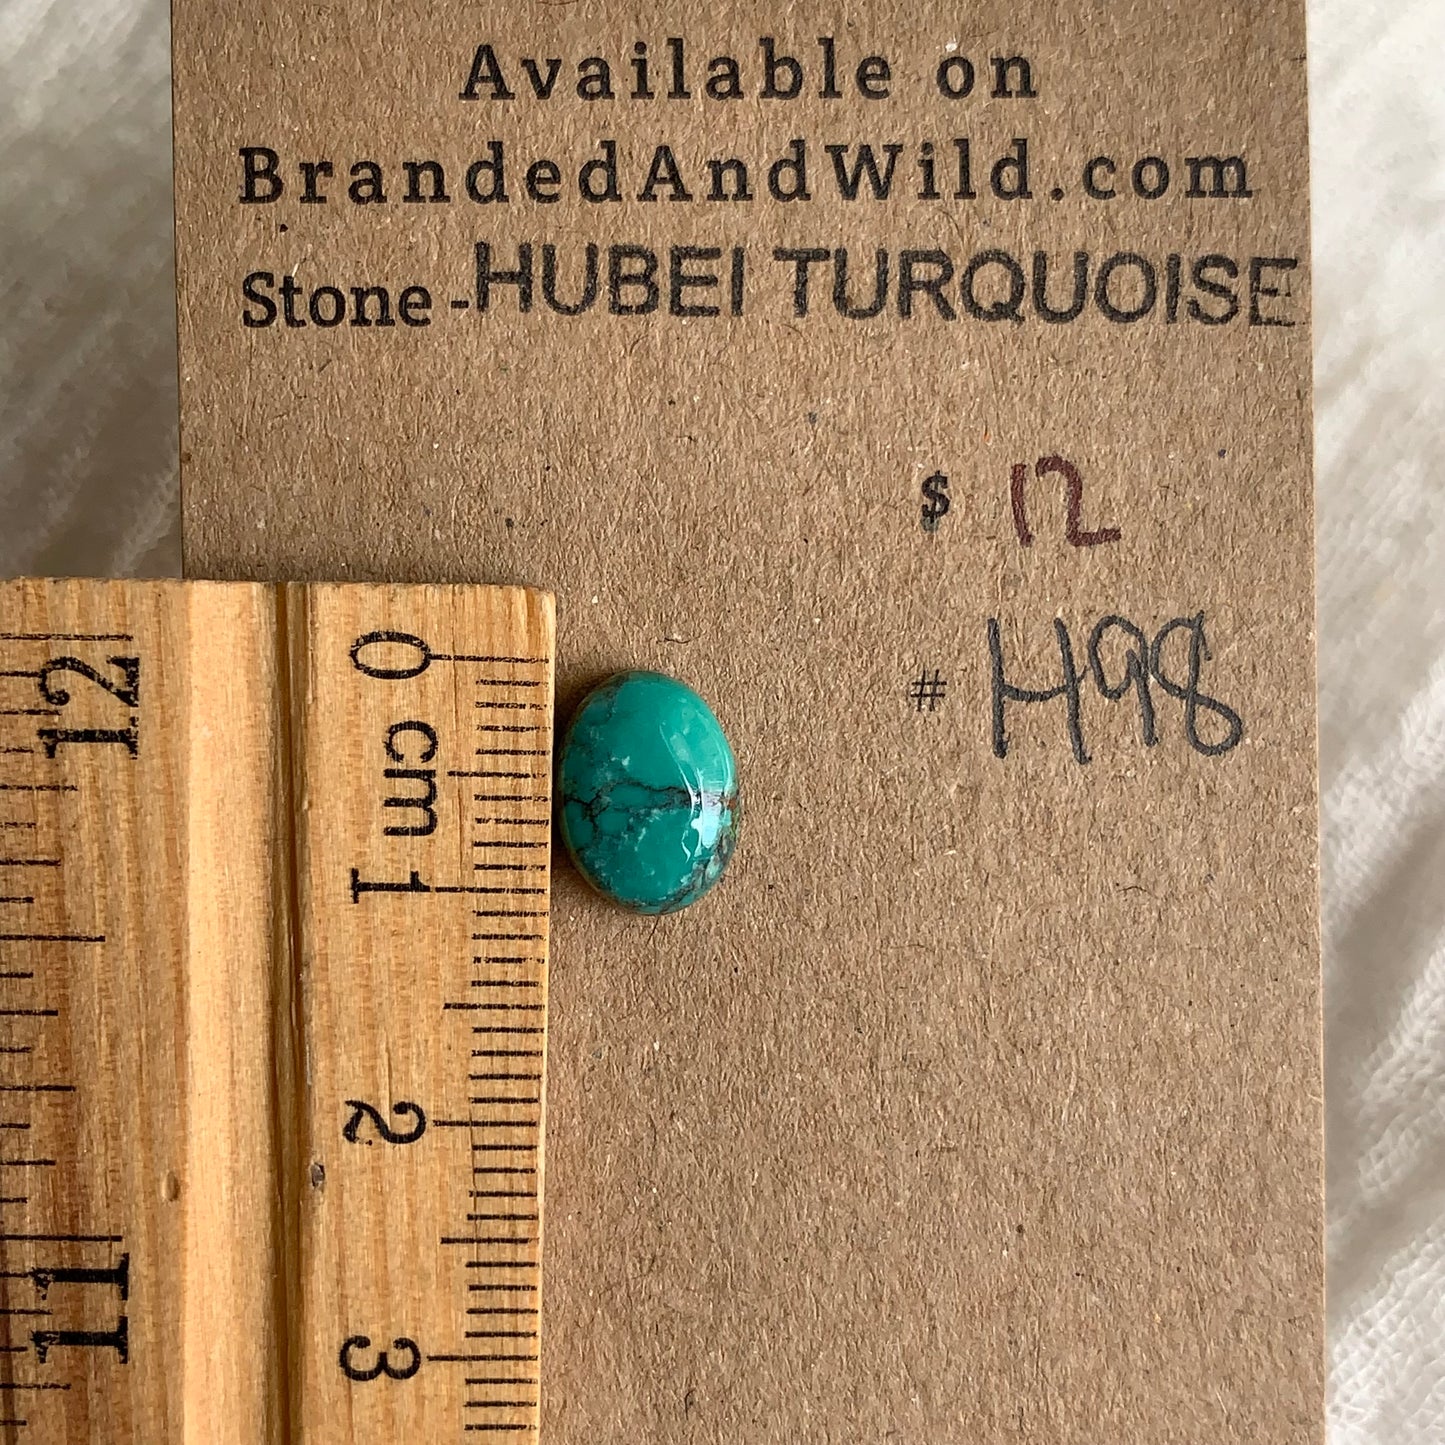 Available on
BrandedAndWild.com
Stone - HUBEI TURQUOISE
$ 12
# H98
0 cm 1 2 3
12 11